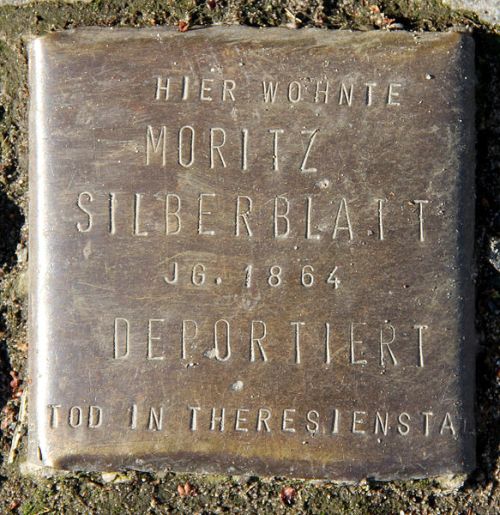 HIER WOHNTE
MORITZ
SILBERBLATT
JG. 1864
DEPORTIERT
TOD IN THERESIENSTA